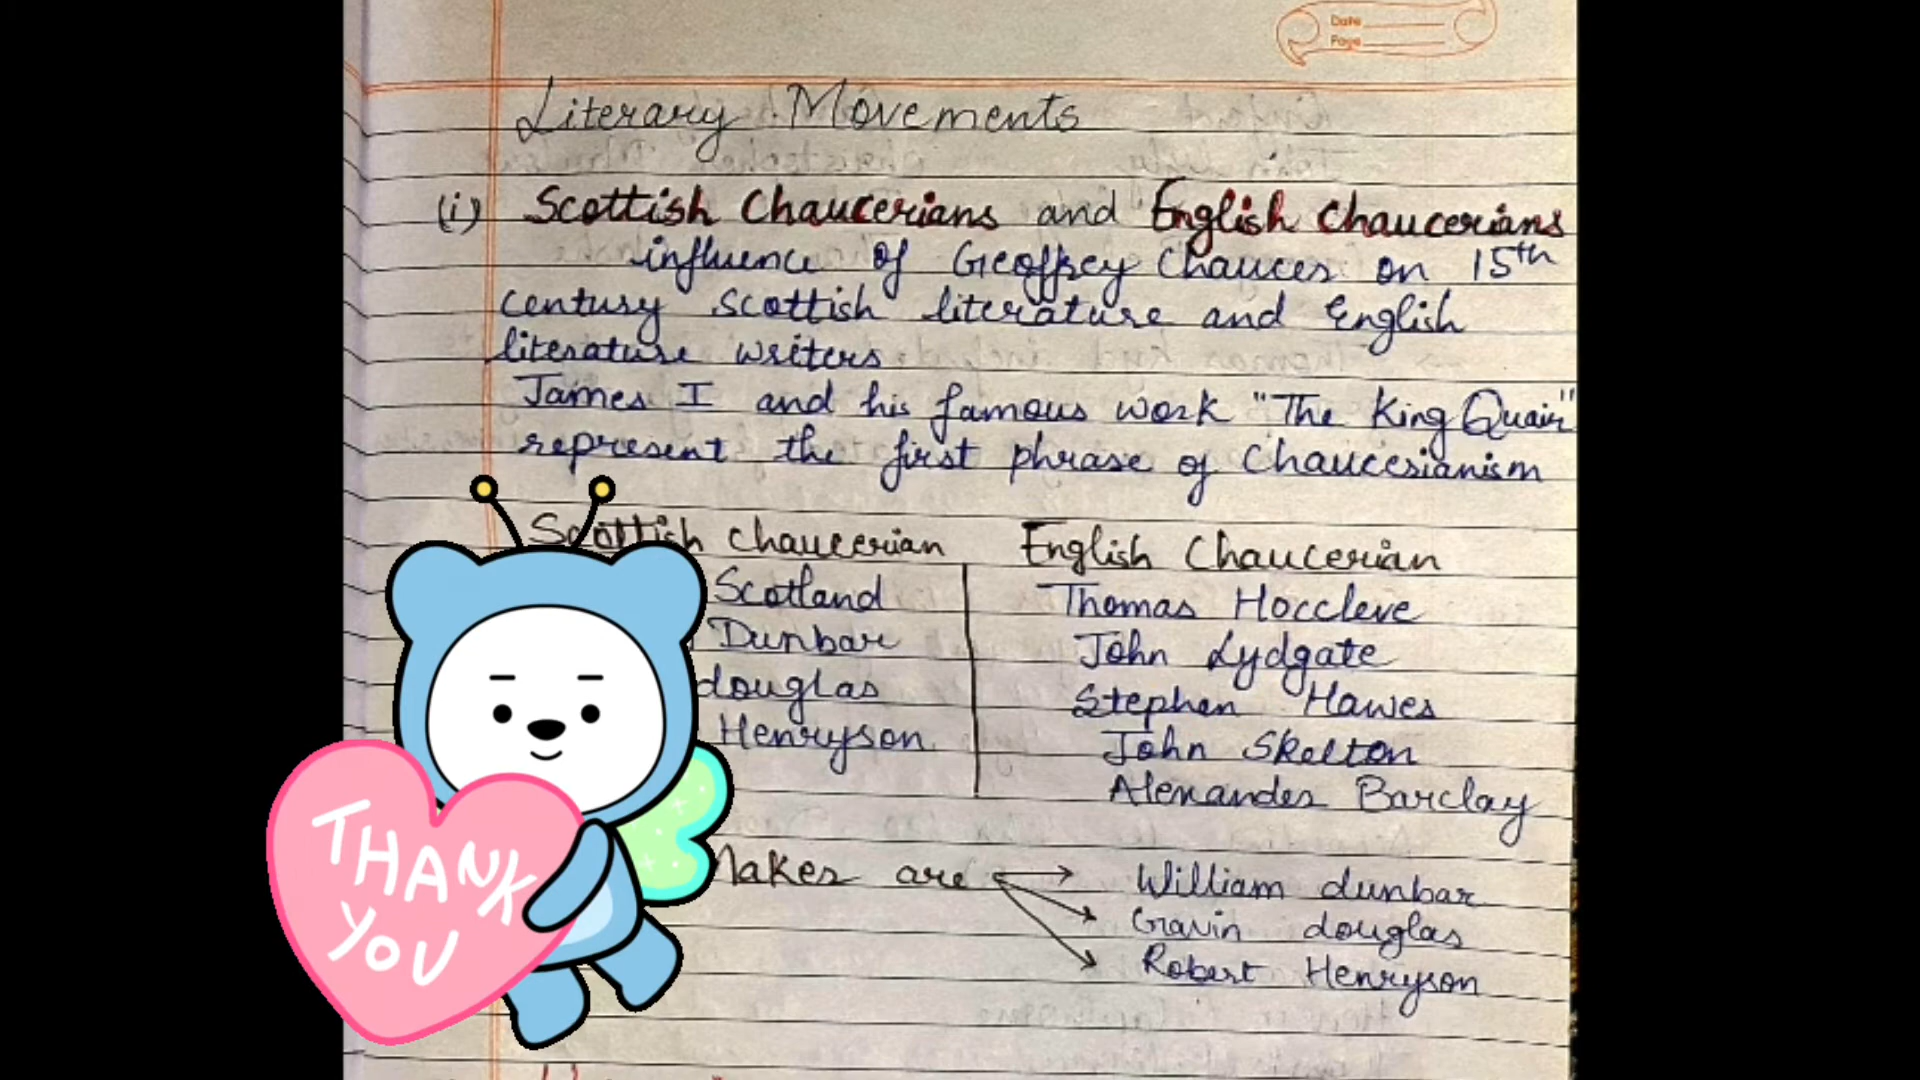 Date
Page
Literary Movements
(i) Scottish Chaucerians and English Chaucerians
influence of Geoffrey Chaucer on 15th
century Scottish literature and English
literature writers
James I and his famous work "The King Quair"
represent the first phrase of Chaucerianism
Scottish Chaucerian English Chaucerian
Scotland Thomas Hoccleve
Dunbar John Lydgate
douglas Stephen Hawes
Henryson John Skelton
Alexander Barclay
Maker are → William dunbar
→ Gavin douglas
→ Robert Henryson
THANK
YOU